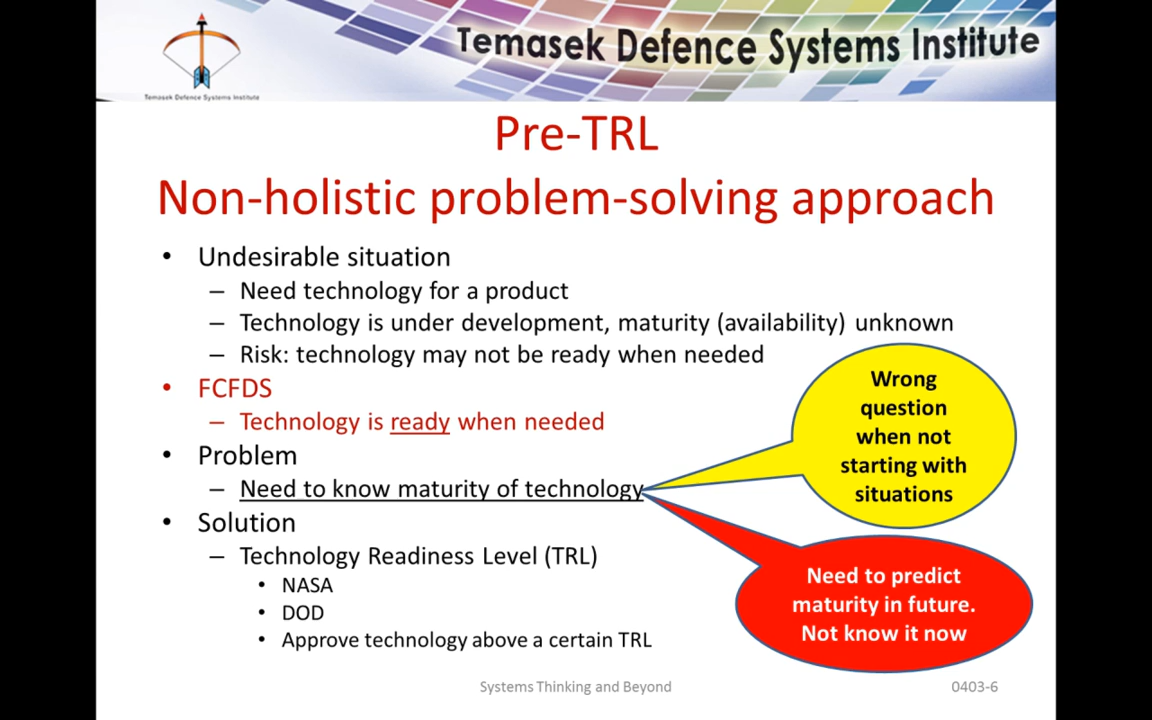 Temasek Defence Systems Institute
Temasek Defence Systems Institute
Pre-TRL
Non-holistic problem-solving approach
• Undesirable situation
– Need technology for a product
– Technology is under development, maturity (availability) unknown
– Risk: technology may not be ready when needed
• FCFDS
– Technology is ready when needed
• Problem
– Need to know maturity of technology
• Solution
– Technology Readiness Level (TRL)
• NASA
• DOD
• Approve technology above a certain TRL
Wrong
question
when not
starting with
situations
Need to predict
maturity in future.
Not know it now
Systems Thinking and Beyond
0403-6